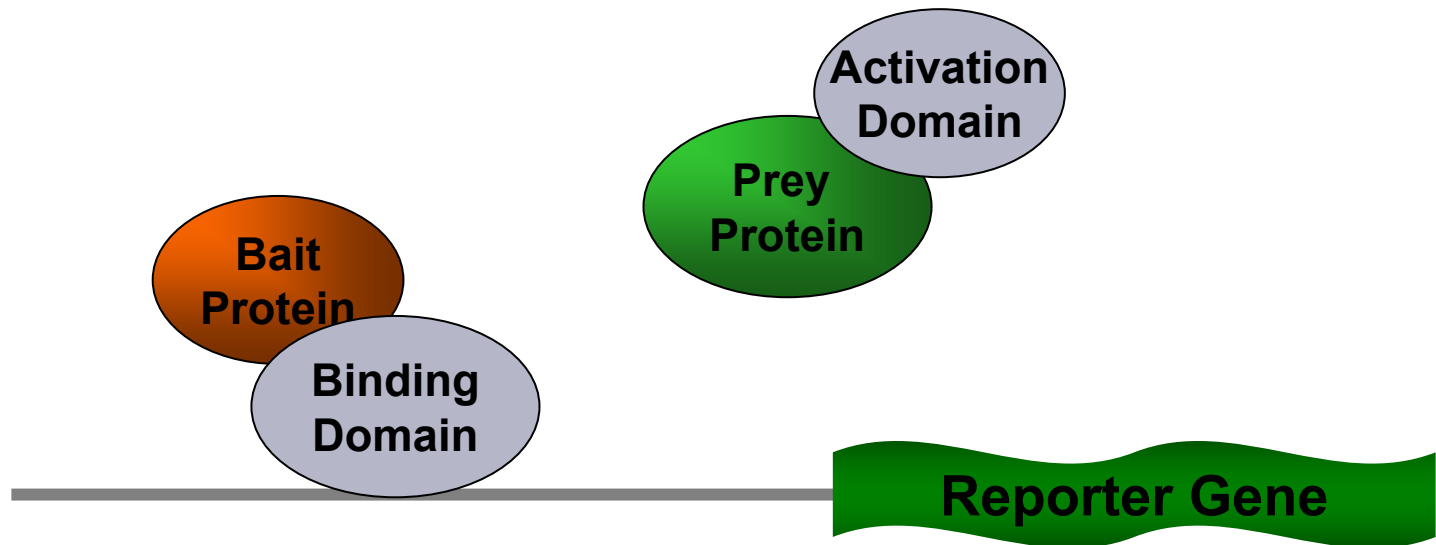 Activation
Domain
Prey
Protein
Bait
Protein
Binding
Domain
Reporter Gene